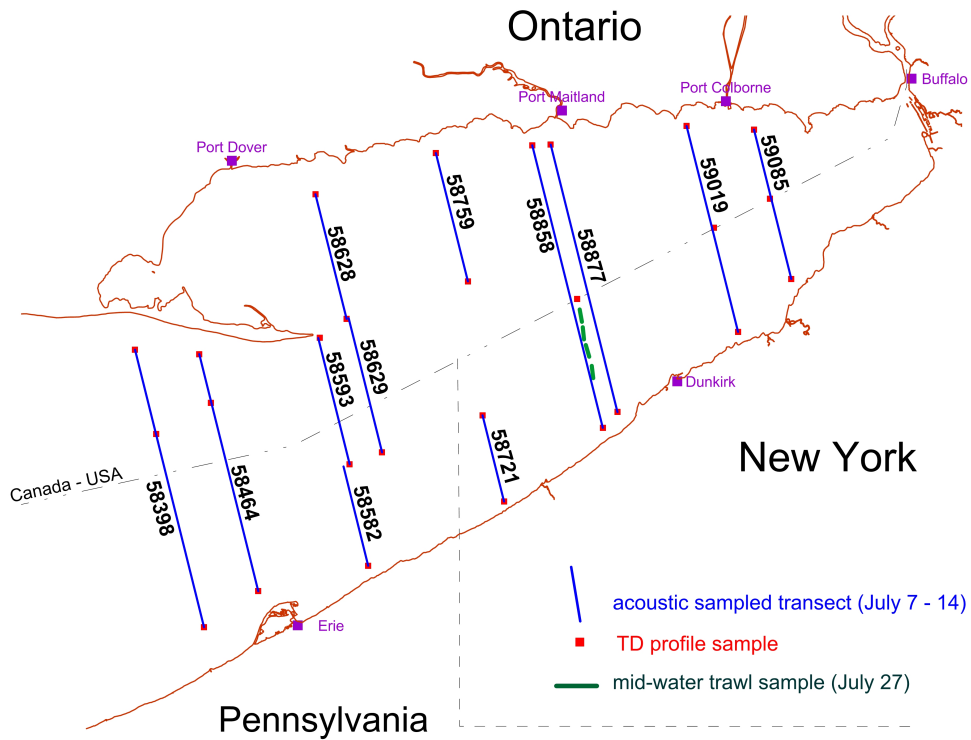 Ontario
Buffalo
Port Colborne
Port Maitland
Port Dover
58759
59085
59019
58628
58858
58877
58629
58593
Dunkirk
58721
New York
Canada - USA
58464
58398
58582
acoustic sampled transect (July 7 - 14)
Erie
TD profile sample
mid-water trawl sample (July 27)
Pennsylvania